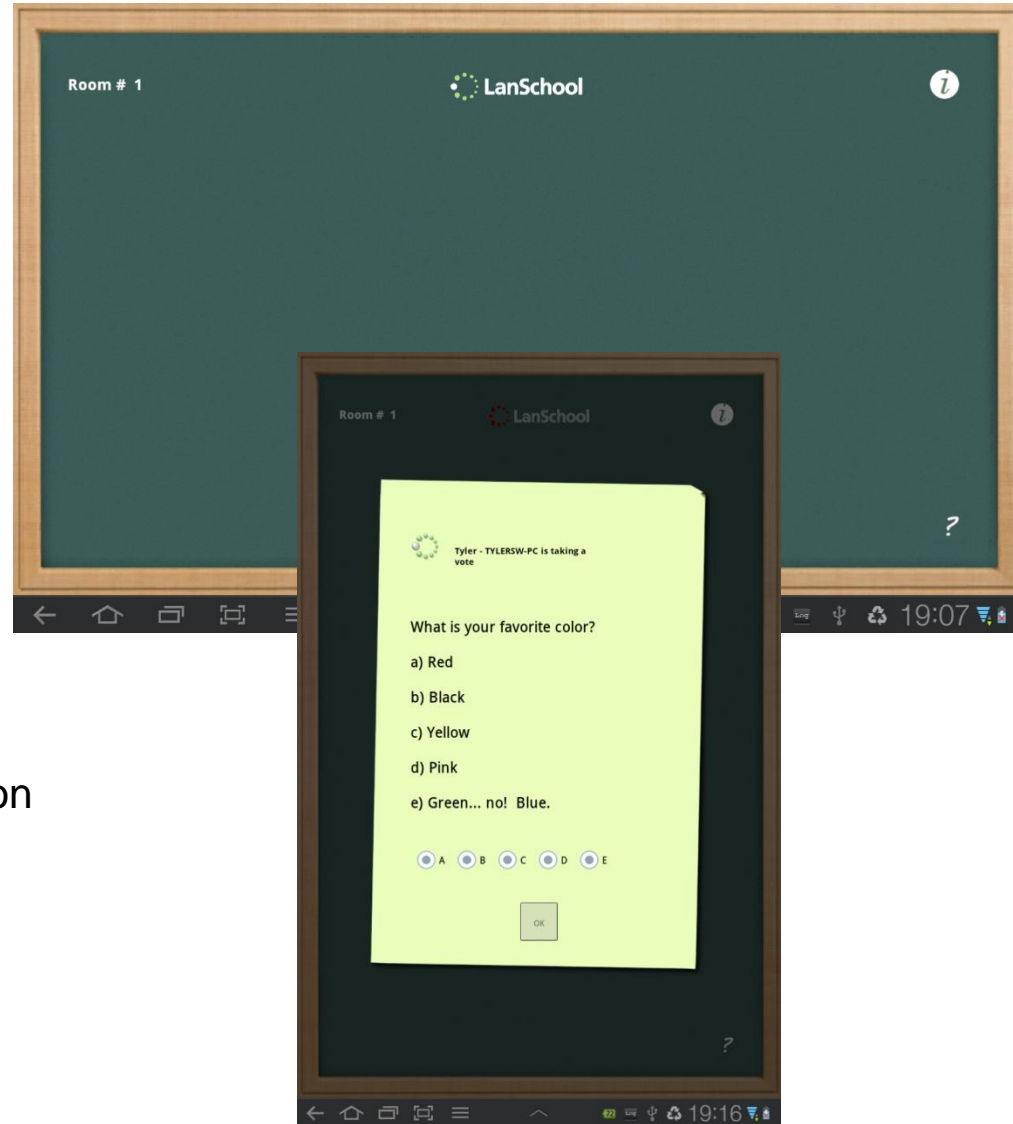 Room # 1
LanSchool
i
?
19:07
Room # 1
LanSchool
i
Tyler - TYLERSW-PC is taking a
vote
What is your favorite color?
a) Red
b) Black
c) Yellow
d) Pink
e) Green... no!  Blue.
A B C D E
OK
?
19:16
on